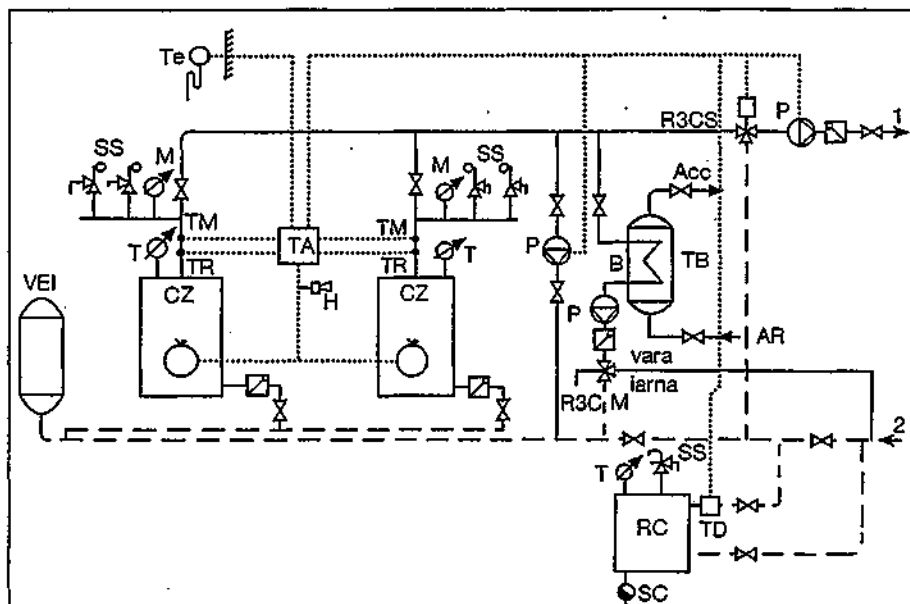 Te
P
1
R3CS
SS
M
SS
M
Acc
TM
TM
T
TA
T
P
B
TB
TR
TR
VEI
CZ
CZ
H
P
AR
vara
iarna
R3C M
2
T
SS
RC
TD
SC